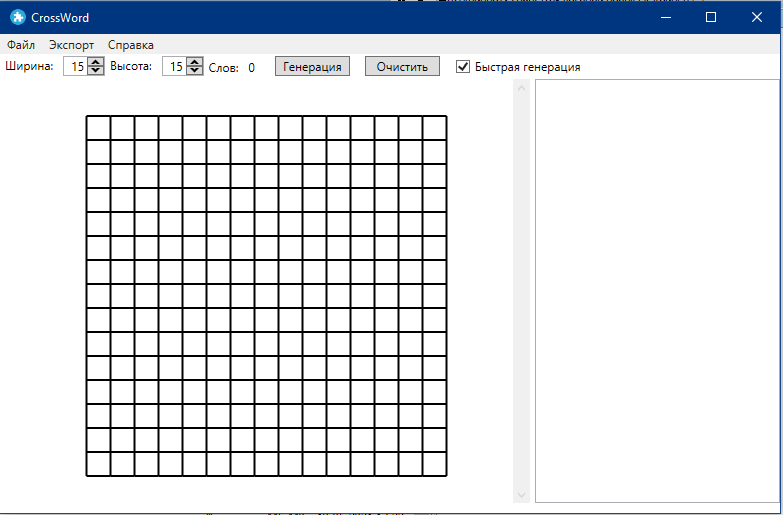 CrossWord
Файл Экспорт Справка
Ширина: 15 Высота: 15 Слов: 0 Генерация Очистить Быстрая генерация